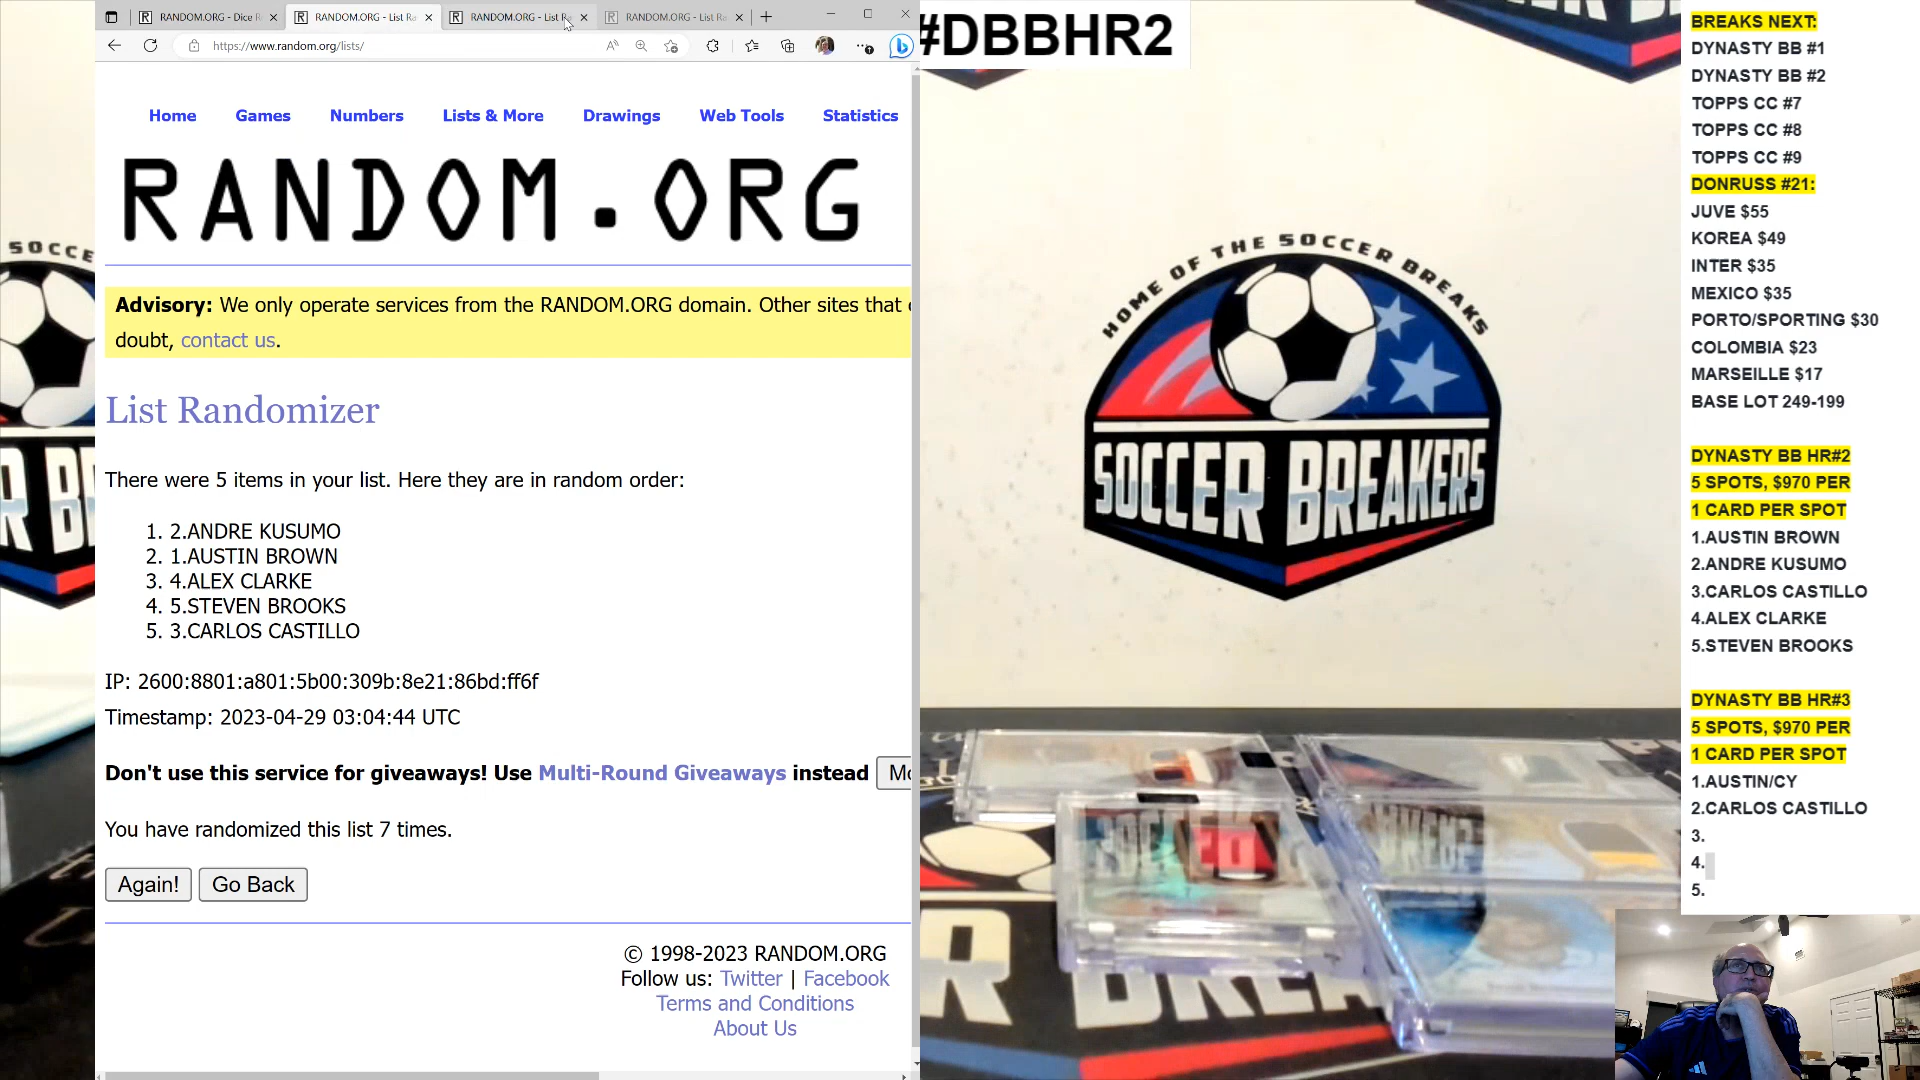 RANDOM.ORG - Dice R
RANDOM.ORG - List Ra
RANDOM.ORG - List Ra
RANDOM.ORG - List Ra
https://www.random.org/lists/
Home
Games
Numbers
Lists & More
Drawings
Web Tools
Statistics
RANDOM.ORG
Advisory: We only operate services from the RANDOM.ORG domain. Other sites that
doubt, contact us.
List Randomizer
There were 5 items in your list. Here they are in random order:
1. 2.ANDRE KUSUMO
2. 1.AUSTIN BROWN
3. 4.ALEX CLARKE
4. 5.STEVEN BROOKS
5. 3.CARLOS CASTILLO
IP: 2600:8801:a801:5b00:309b:8e21:86bd:ff6f
Timestamp: 2023-04-29 03:04:44 UTC
Don't use this service for giveaways! Use Multi-Round Giveaways instead
You have randomized this list 7 times.
Again!
Go Back
© 1998-2023 RANDOM.ORG
Follow us: Twitter | Facebook
Terms and Conditions
About Us
#DBBHR2
HOME OF THE SOCCER BREAKS
SOCCER BREAKERS
BREAKS NEXT:
DYNASTY BB #1
DYNASTY BB #2
TOPPS CC #7
TOPPS CC #8
TOPPS CC #9
DONRUSS #21:
JUVE $55
KOREA $49
INTER $35
MEXICO $35
PORTO/SPORTING $30
COLOMBIA $23
MARSEILLE $17
BASE LOT 249-199
DYNASTY BB HR#2
5 SPOTS, $970 PER
1 CARD PER SPOT
1.AUSTIN BROWN
2.ANDRE KUSUMO
3.CARLOS CASTILLO
4.ALEX CLARKE
5.STEVEN BROOKS
DYNASTY BB HR#3
5 SPOTS, $970 PER
1 CARD PER SPOT
1.AUSTIN/CY
2.CARLOS CASTILLO
3.
4.
5.